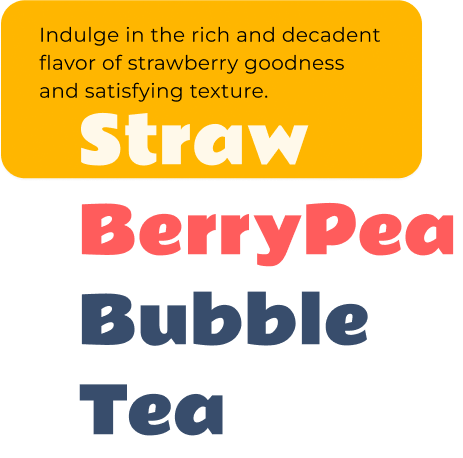 Indulge in the rich and decadent
flavor of strawberry goodness
and satisfying texture.
Straw
BerryPea
Bubble
Tea